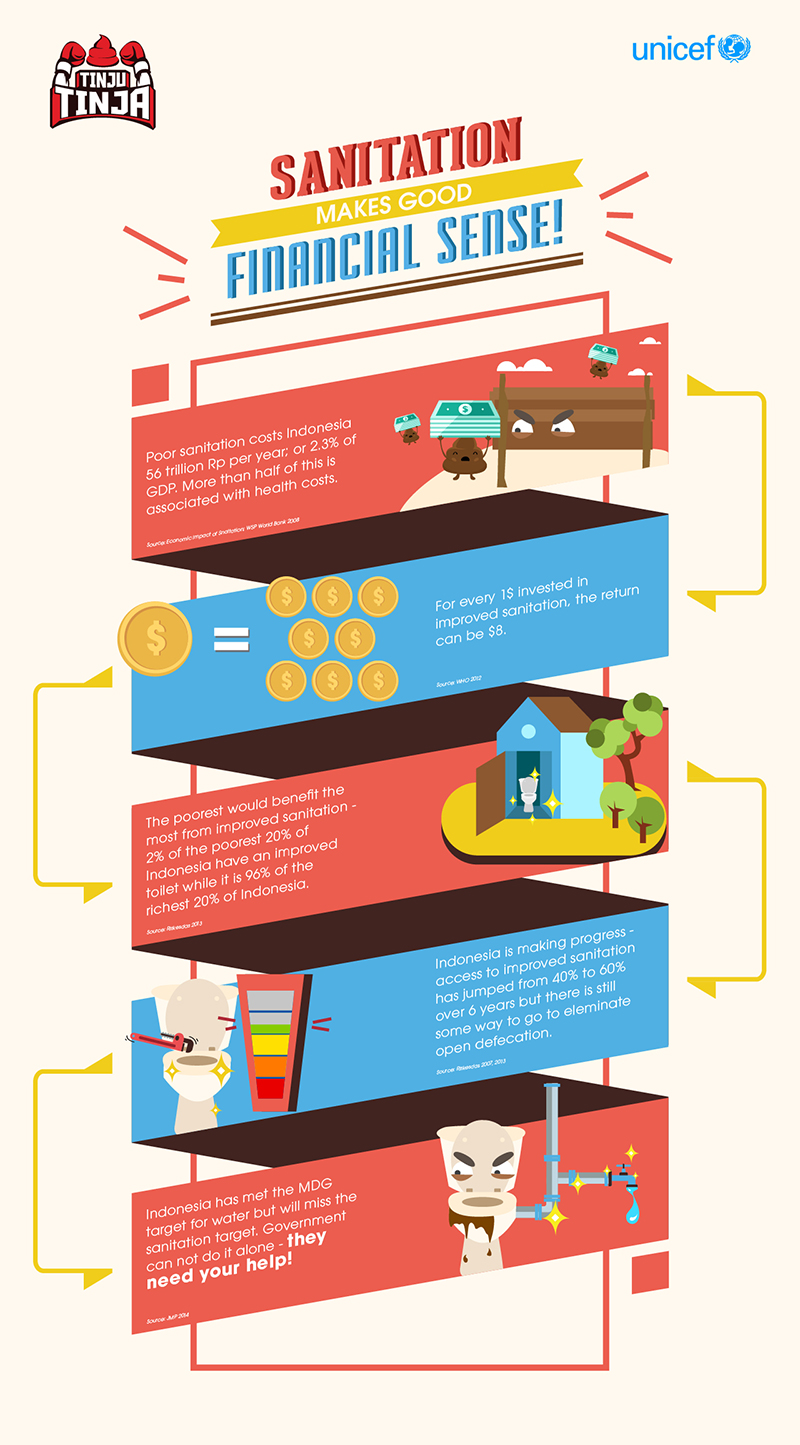 TINJU
TINJA
unicef
SANITATION
MAKES GOOD
FINANCIAL SENSE!
Poor sanitation costs Indonesia
56 trillion Rp per year; or 2.3% of
GDP. More than half of this is
associated with health costs.
Source: Economic Impact of Snatitation: WSP World Bank 2008
For every 1$ invested in
improved sanitation, the return
can be $8.
Source: WHO 2012
The poorest would benefit the
most from improved sanitation -
2% of the poorest 20% of
Indonesia have an improved
toilet while it is 96% of the
richest 20% of Indonesia.
Source: Riskesdas 2013
Indonesia is making progress -
access to improved sanitation
has jumped from 40% to 60%
over 6 years but there is still
some way to go to eleminate
open defecation.
Source: Riskesdas 2007, 2013
Indonesia has met the MDG
target for water but will miss the
sanitation target. Government
can not do it alone - they
need your help!
Source: JMP 2014